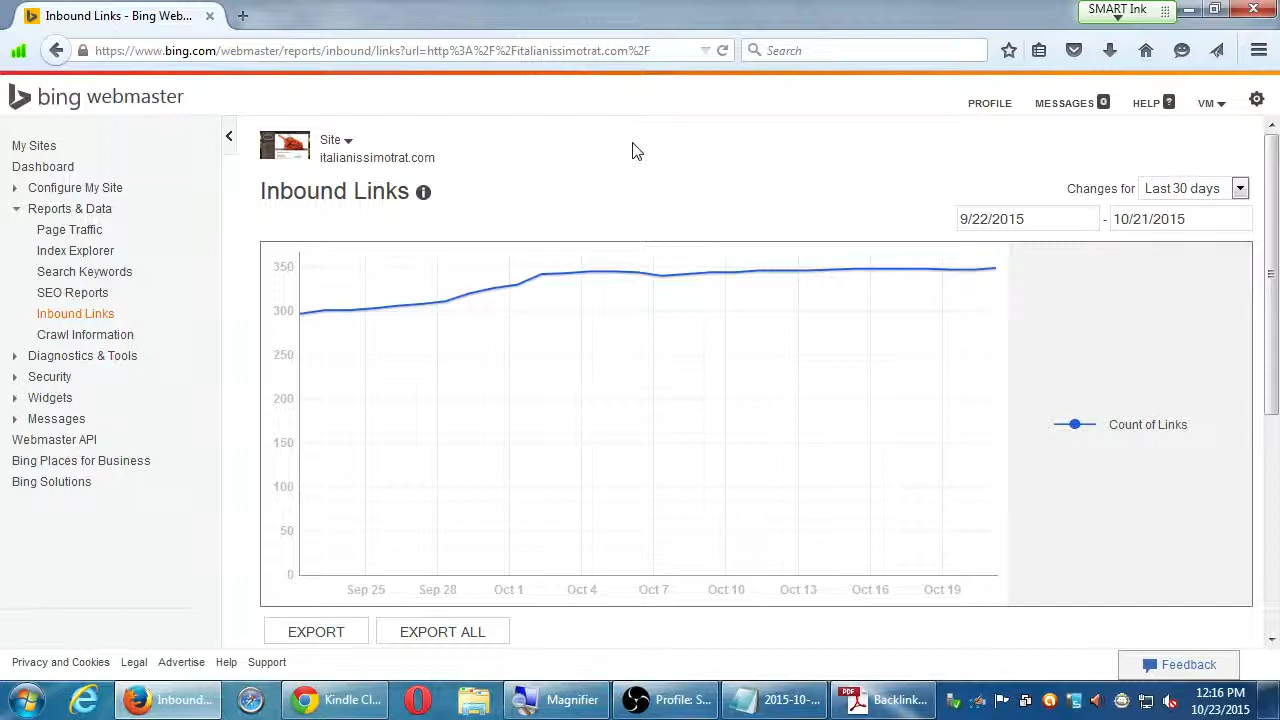 Inbound Links - Bing Web...
SMART Ink
https://www.bing.com/webmaster/reports/inbound/links?url=http%3A%2F%2Fitalianissimotrat.com%2F
Search
bing webmaster
PROFILE
MESSAGES 0
HELP ?
VM
My Sites
Dashboard
Configure My Site
Reports & Data
Page Traffic
Index Explorer
Search Keywords
SEO Reports
Inbound Links
Crawl Information
Diagnostics & Tools
Security
Widgets
Messages
Webmaster API
Bing Places for Business
Bing Solutions
Site
italianissimotrat.com
Inbound Links
Changes for Last 30 days
9/22/2015 - 10/21/2015
350
300
250
200
150
100
50
0
Sep 25 Sep 28 Oct 1 Oct 4 Oct 7 Oct 10 Oct 13 Oct 16 Oct 19
Count of Links
EXPORT EXPORT ALL
Privacy and Cookies Legal Advertise Help Support
Feedback
Inbound...
Kindle Cl...
Magnifier
Profile: S...
2015-10-...
PDF
Backlink...
12:16 PM
10/23/2015